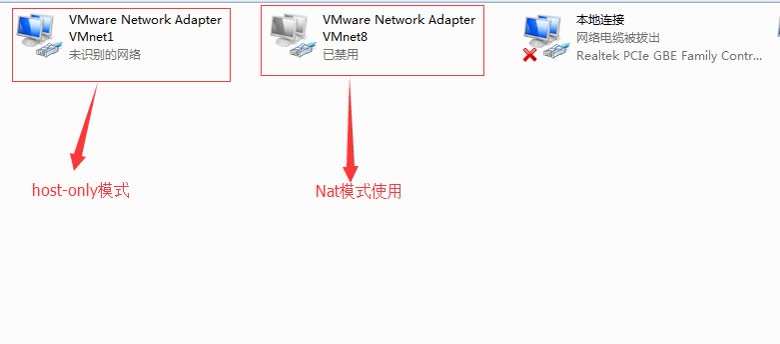 VMware Network Adapter
VMnet1
未识别的网络
VMware Network Adapter
VMnet8
已禁用
本地连接
网络电缆被拔出
Realtek PCIe GBE Family Contr...
host-only模式
Nat模式使用